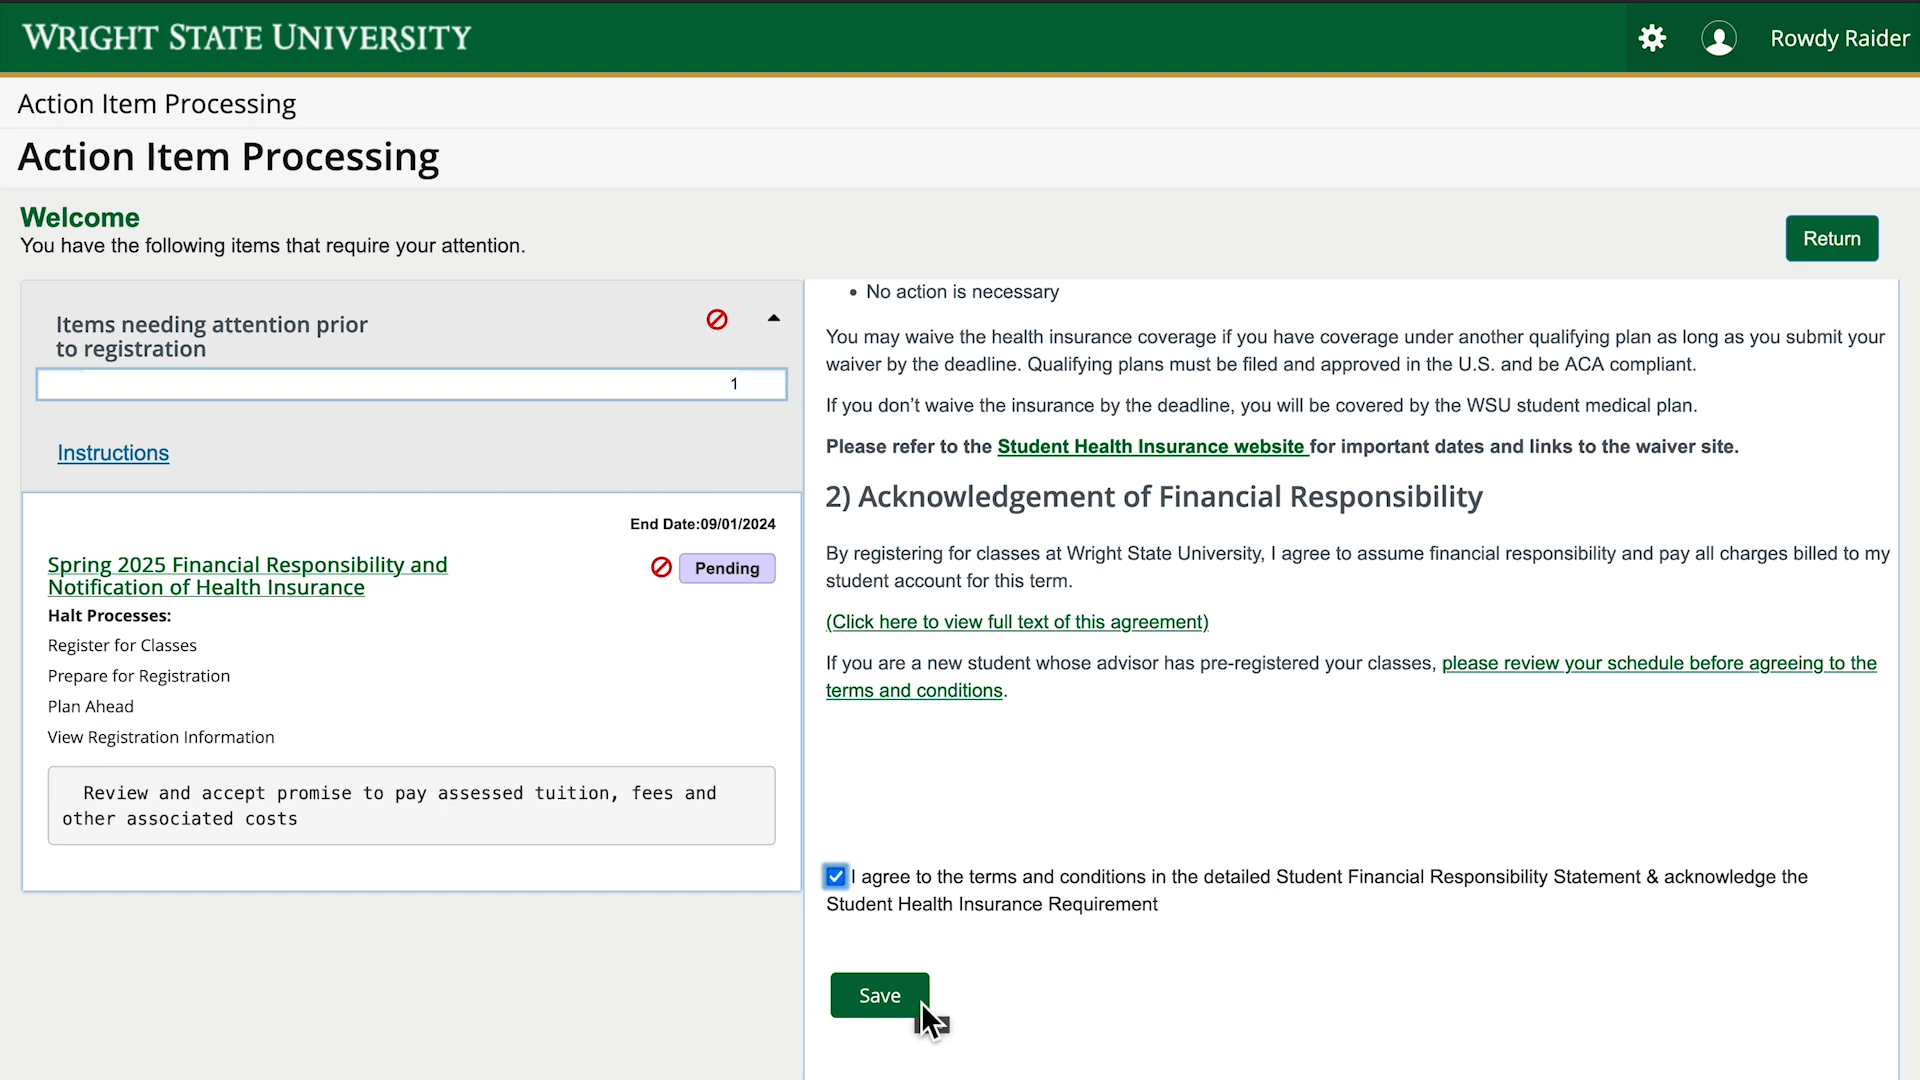 WRIGHT STATE UNIVERSITY
Rowdy Raider
Action Item Processing
Action Item Processing
Welcome
You have the following items that require your attention.
Return
Items needing attention prior
to registration
1
Instructions
End Date:09/01/2024
Spring 2025 Financial Responsibility and
Notification of Health Insurance
Pending
Halt Processes:
Register for Classes
Prepare for Registration
Plan Ahead
View Registration Information
Review and accept promise to pay assessed tuition, fees and
other associated costs
• No action is necessary
You may waive the health insurance coverage if you have coverage under another qualifying plan as long as you submit your
waiver by the deadline. Qualifying plans must be filed and approved in the U.S. and be ACA compliant.
If you don’t waive the insurance by the deadline, you will be covered by the WSU student medical plan.
Please refer to the Student Health Insurance website for important dates and links to the waiver site.
2) Acknowledgement of Financial Responsibility
By registering for classes at Wright State University, I agree to assume financial responsibility and pay all charges billed to my
student account for this term.
(Click here to view full text of this agreement)
If you are a new student whose advisor has pre-registered your classes, please review your schedule before agreeing to the
terms and conditions.
I agree to the terms and conditions in the detailed Student Financial Responsibility Statement & acknowledge the
Student Health Insurance Requirement
Save